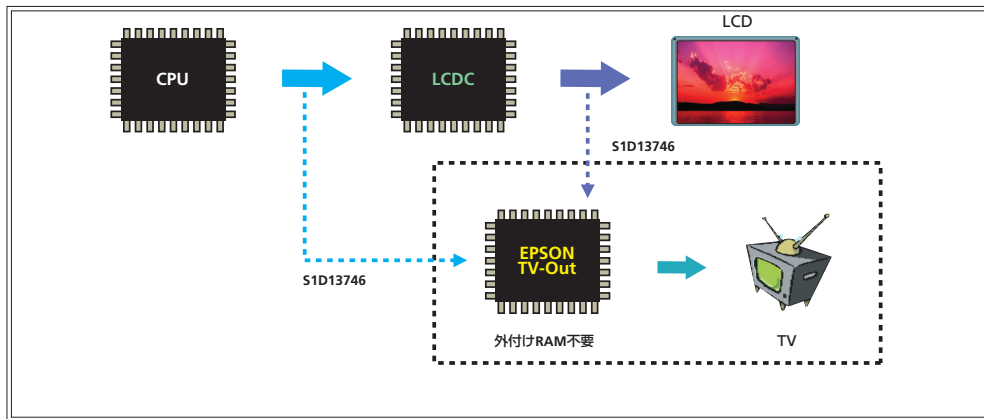 LCD
CPU
LCDC
S1D13746
EPSON
TV-Out
S1D13746
外付けRAM不要
TV